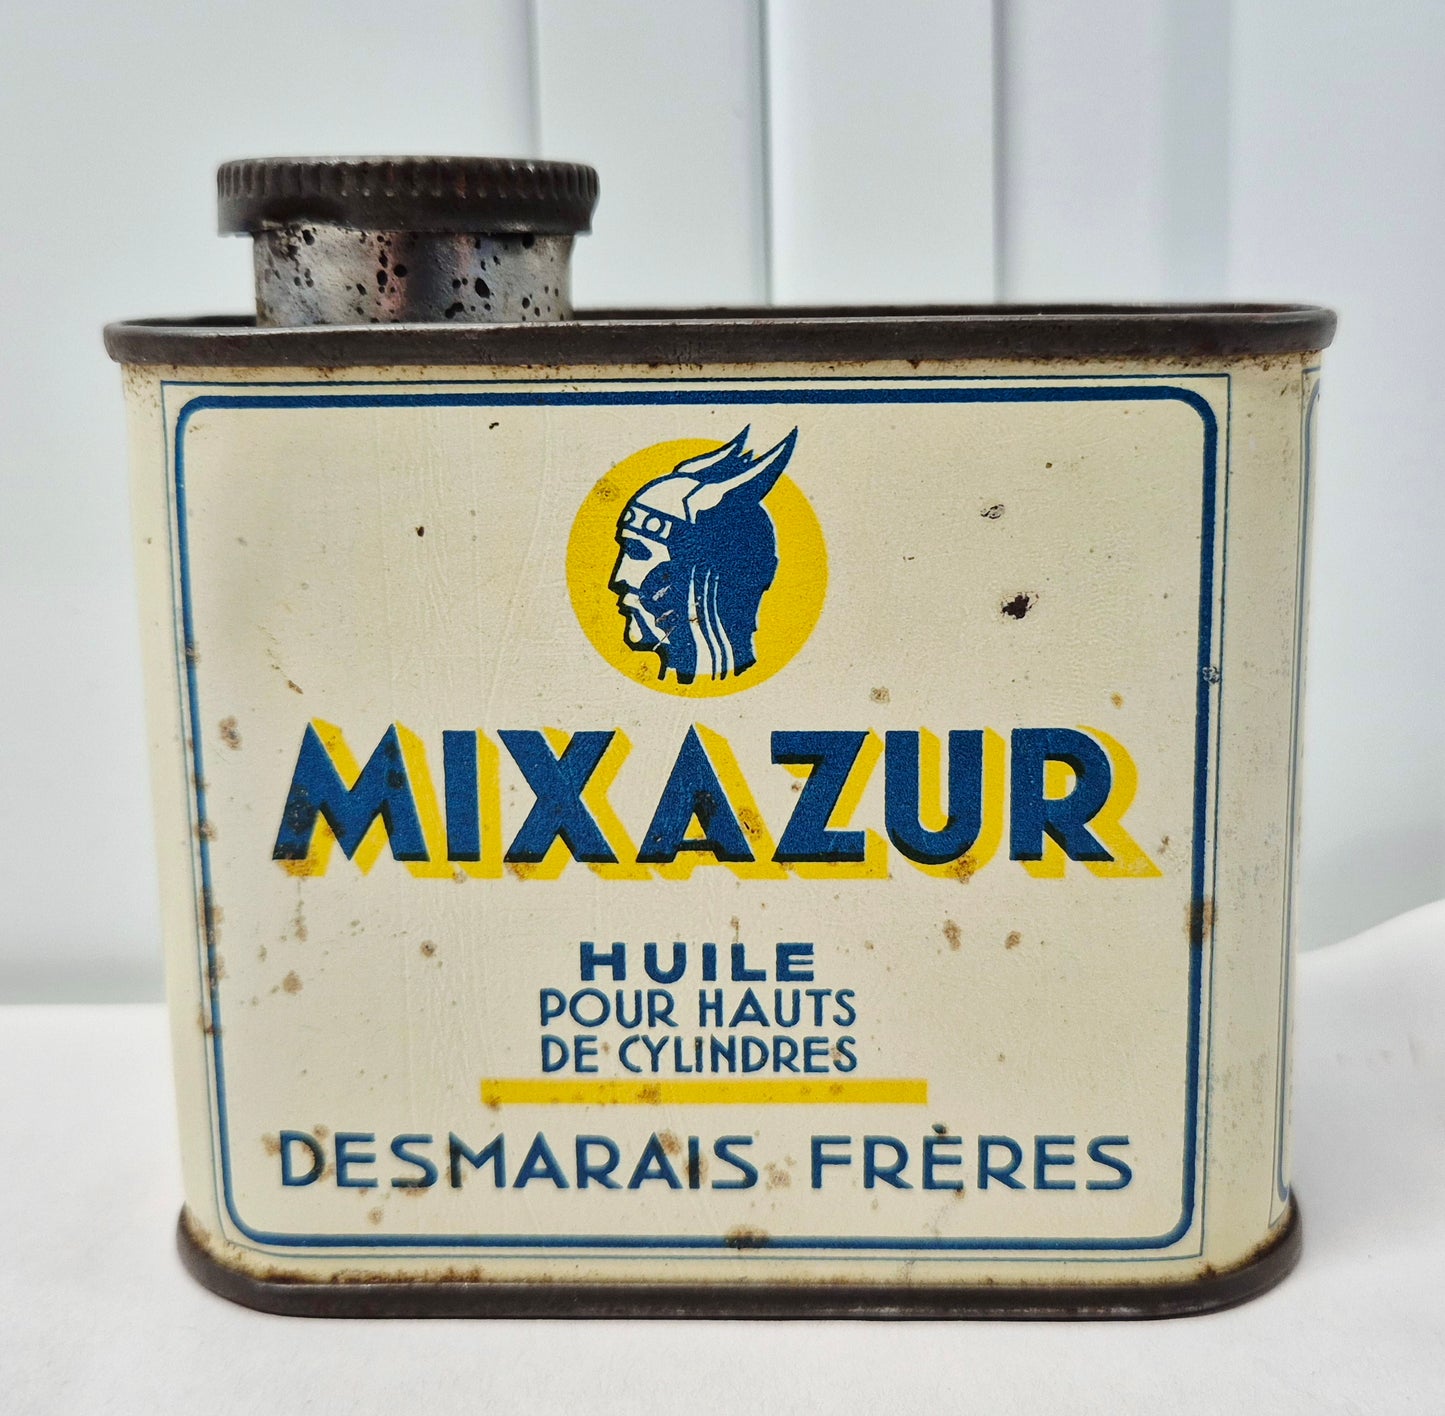 MIXAZUR
HUILE
POUR HAUTS
DE CYLINDRES
DESMARAIS FRÈRES